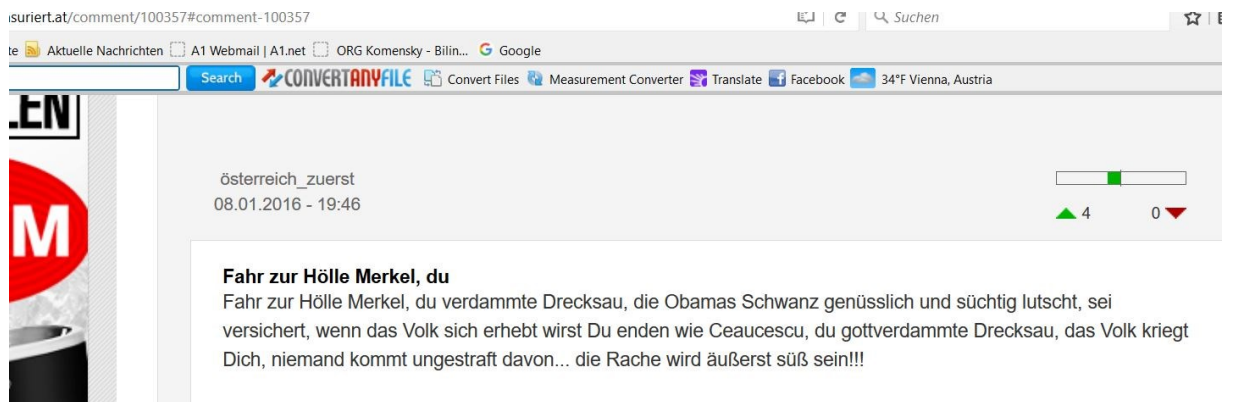 suriert.at/comment/100357#comment-100357 Suchen
te Aktuelle Nachrichten A1 Webmail | A1.net ORG Komensky - Bilin... Google
Search CONVERTANYFILE Convert Files Measurement Converter Translate Facebook 34°F Vienna, Austria
LEN
M
österreich_zuerst
08.01.2016 - 19:46
4 0
Fahr zur Hölle Merkel, du
Fahr zur Hölle Merkel, du verdammte Drecksau, die Obamas Schwanz genüsslich und süchtig lutscht, sei
versichert, wenn das Volk sich erhebt wirst Du enden wie Ceaucescu, du gottverdammte Drecksau, das Volk kriegt
Dich, niemand kommt ungestraft davon... die Rache wird äußerst süß sein!!!